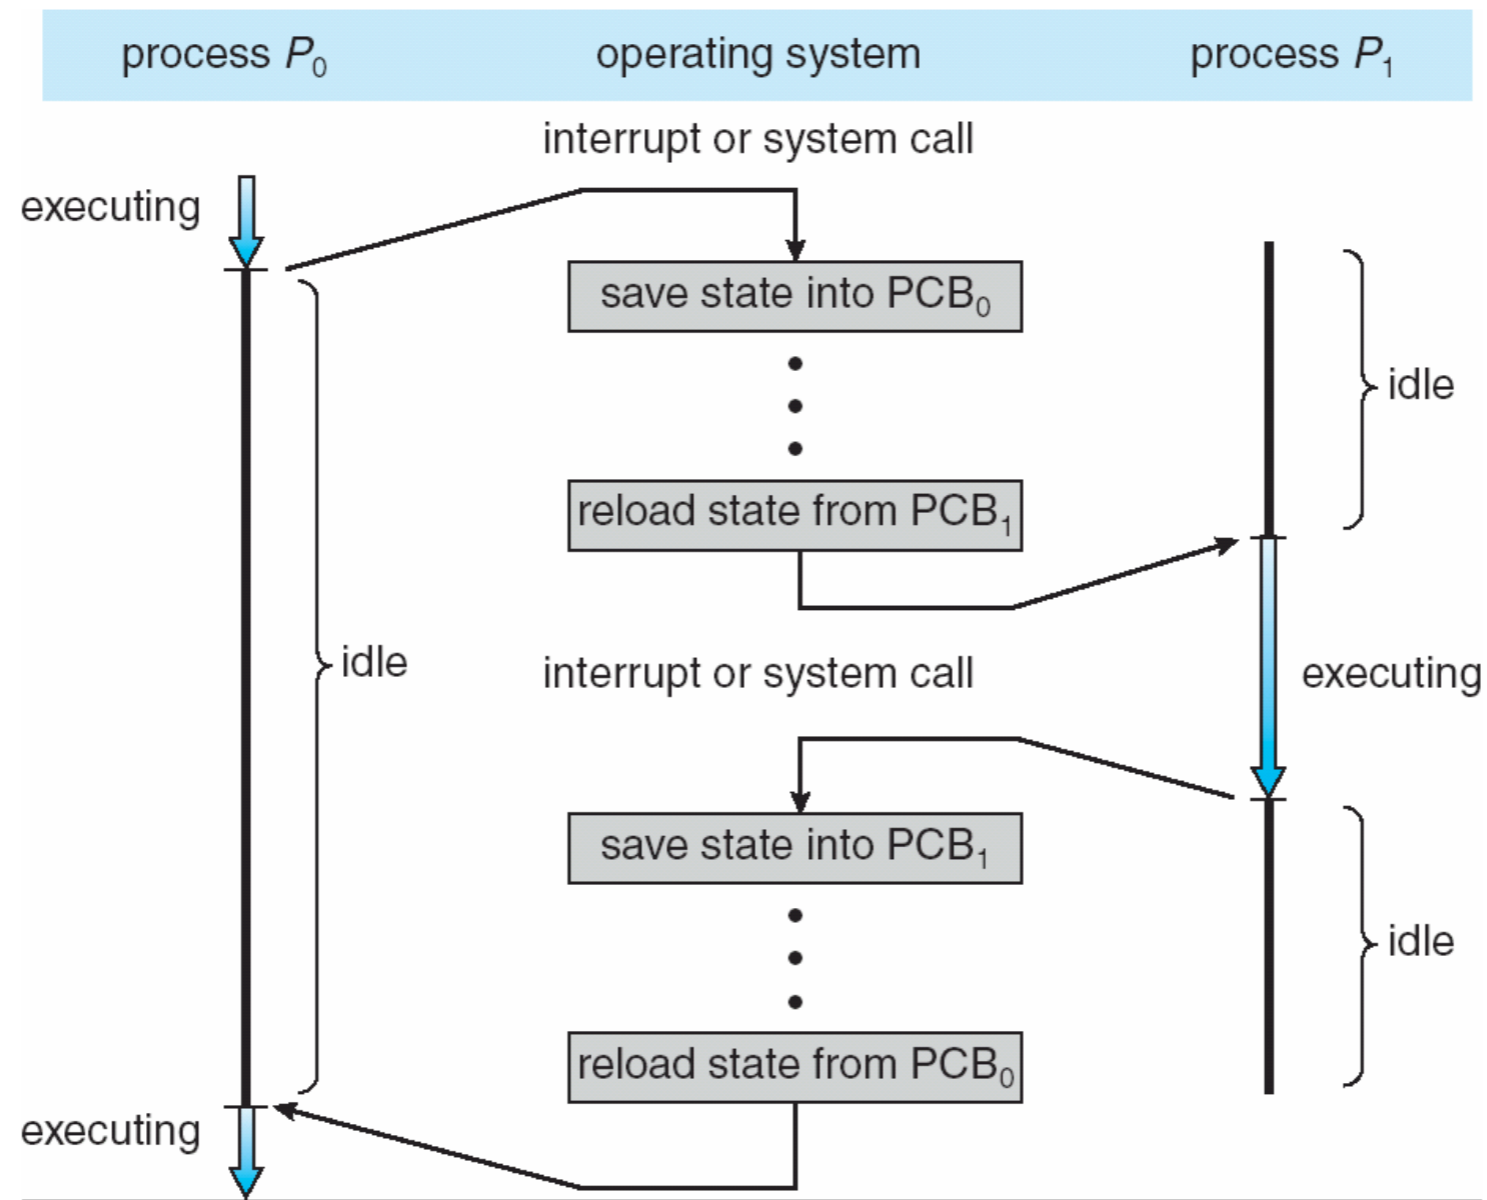 process P₀ operating system process P₁
interrupt or system call
executing
save state into PCB₀
idle
reload state from PCB₁
idle
interrupt or system call
executing
save state into PCB₁
idle
reload state from PCB₀
executing